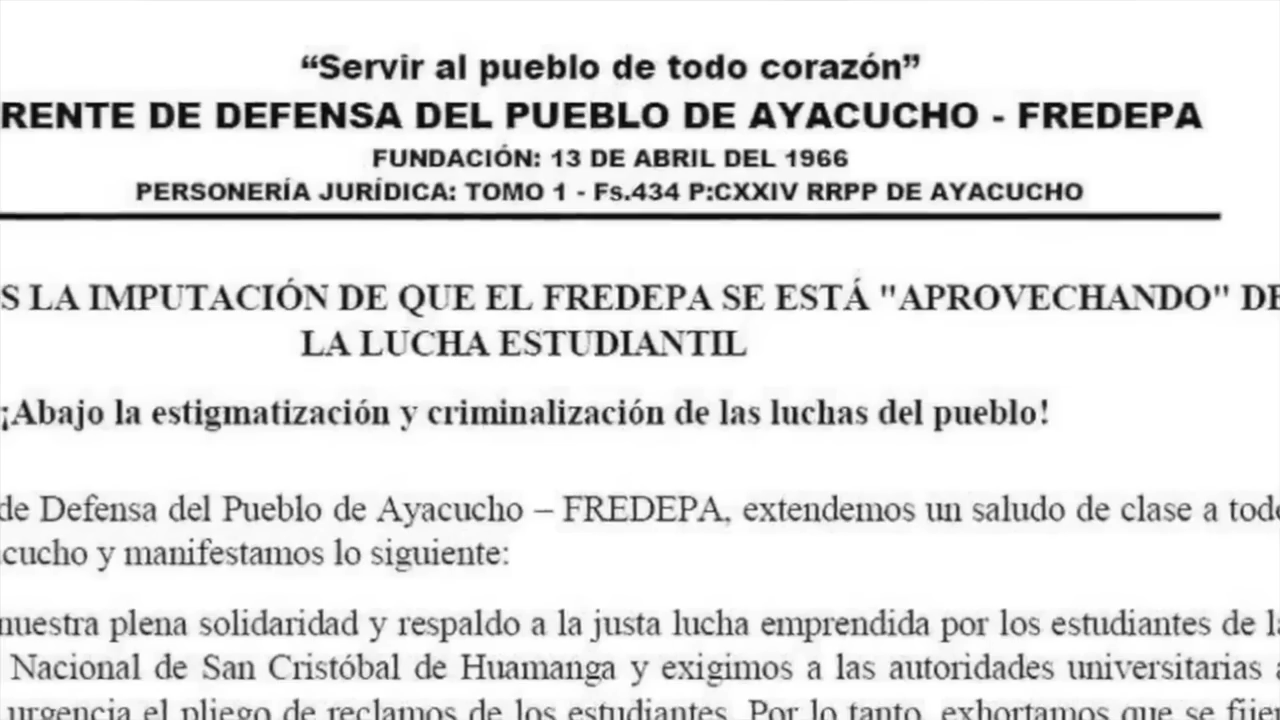 “Servir al pueblo de todo corazón”
RENTE DE DEFENSA DEL PUEBLO DE AYACUCHO - FREDEPA
FUNDACIÓN: 13 DE ABRIL DEL 1966
PERSONERÍA JURÍDICA: TOMO 1 - Fs.434 P:CXXIV RRPP DE AYACUCHO
S LA IMPUTACIÓN DE QUE EL FREDEPA SE ESTÁ "APROVECHANDO" DE
LA LUCHA ESTUDIANTIL
¡Abajo la estigmatización y criminalización de las luchas del pueblo!
de Defensa del Pueblo de Ayacucho – FREDEPA, extendemos un saludo de clase a todo
cucho y manifestamos lo siguiente:
nuestra plena solidaridad y respaldo a la justa lucha emprendida por los estudiantes de la
Nacional de San Cristóbal de Huamanga y exigimos a las autoridades universitarias a
urgencia el pliego de reclamos de los estudiantes. Por lo tanto, exhortamos que se fijen